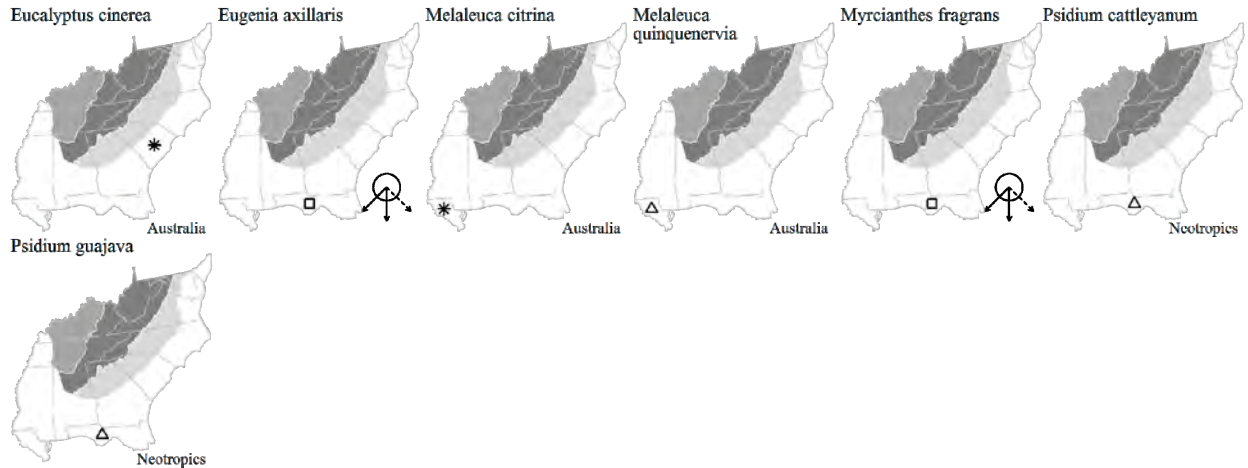 Eucalyptus cinerea
Eugenia axillaris
Melaleuca citrina
Melaleuca
quinquenervia
Myrcianthes fragrans
Psidium cattleyanum
Australia
Australia
Australia
Neotropics
Psidium guajava
Neotropics